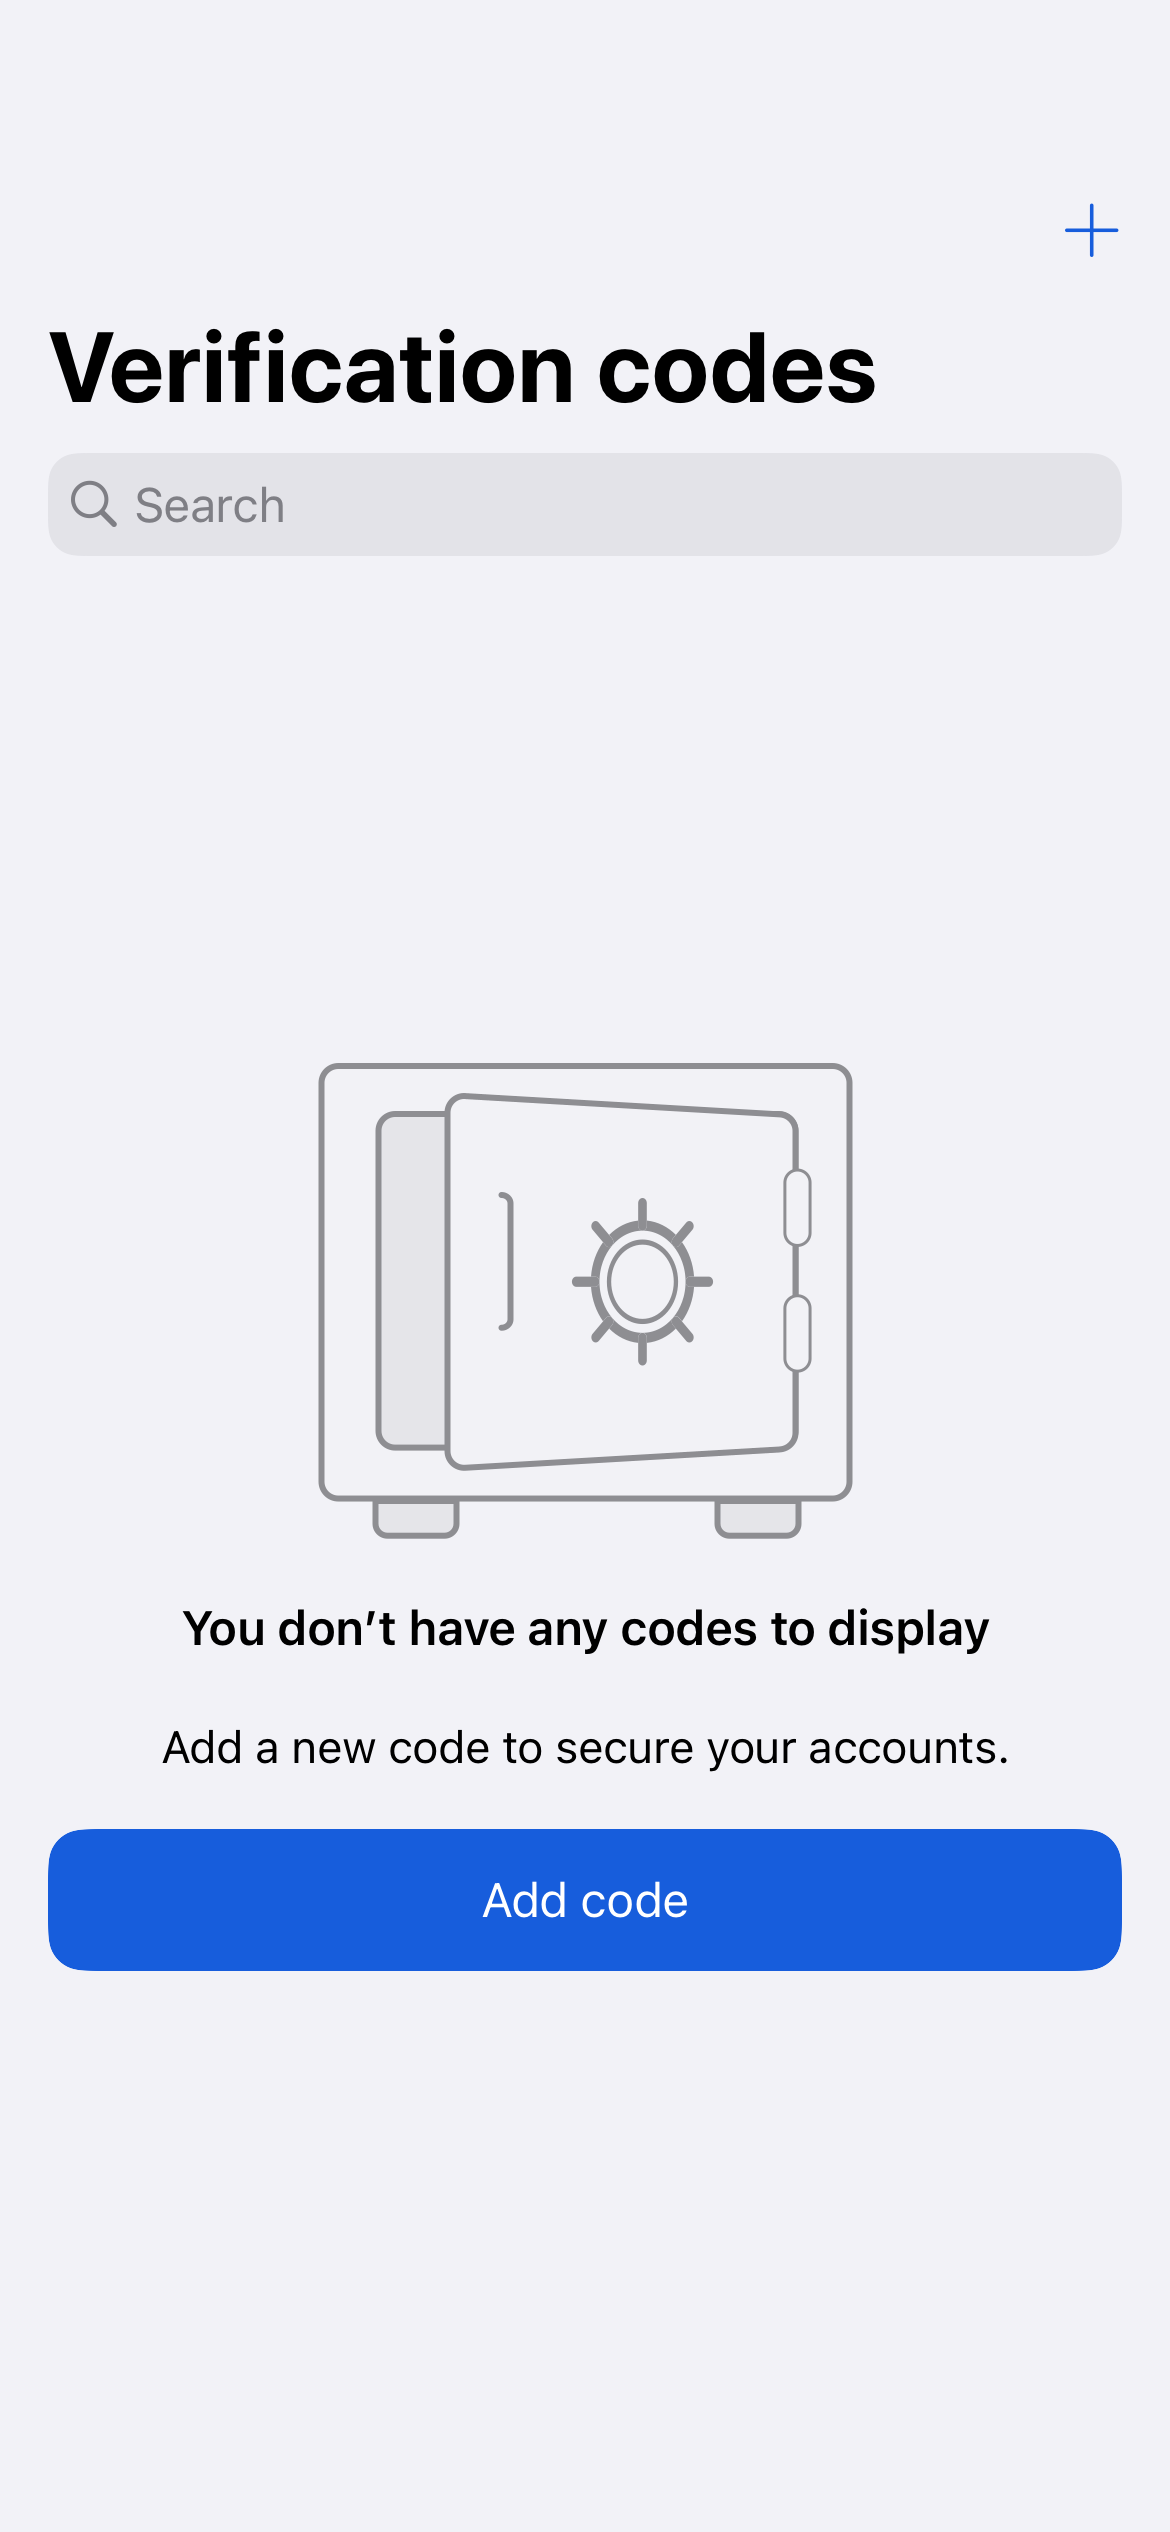 Verification codes
Search
You don’t have any codes to display
Add a new code to secure your accounts.
Add code